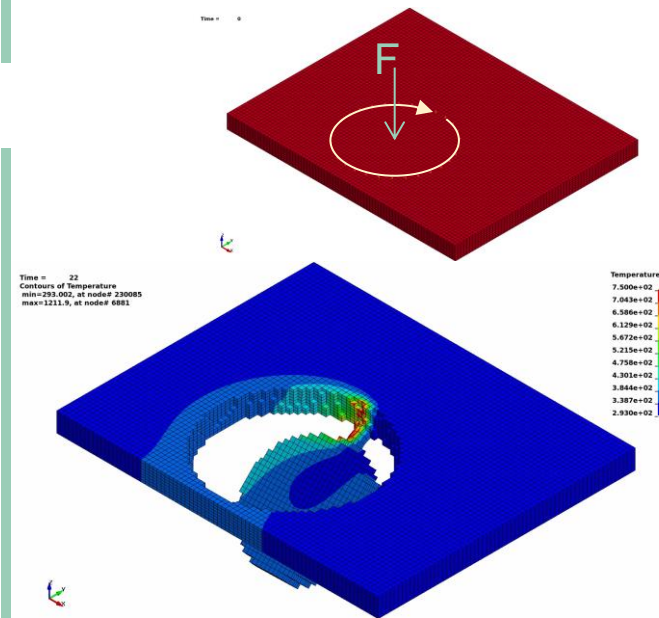 Time = 0
F
Time = 22
Contours of Temperature
min=293.002, at node# 230085
max=1211.9, at node# 6881
Temperature
7.500e+02
7.043e+02
6.586e+02
6.129e+02
5.672e+02
5.215e+02
4.758e+02
4.301e+02
3.844e+02
3.387e+02
2.930e+02
Y
X